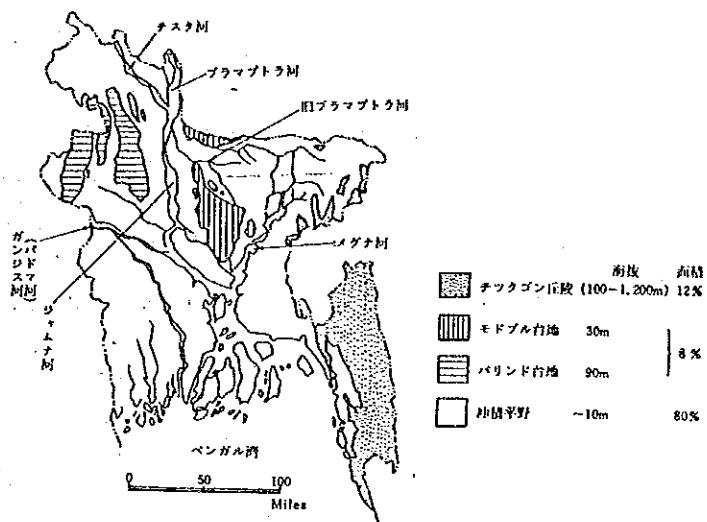 チスタ河
ブラマプトラ河
旧ブラマプトラ河
メグナ河
ガンジス河
(パドマ河)
ジャムナ河
ベンガル湾
0 50 100
Miles
海抜 面積
チッタゴン丘陵 (100-1,200m) 12%
モドプル台地 30m
8%
バリンド台地 90m
沖積平野 ~10m 80%